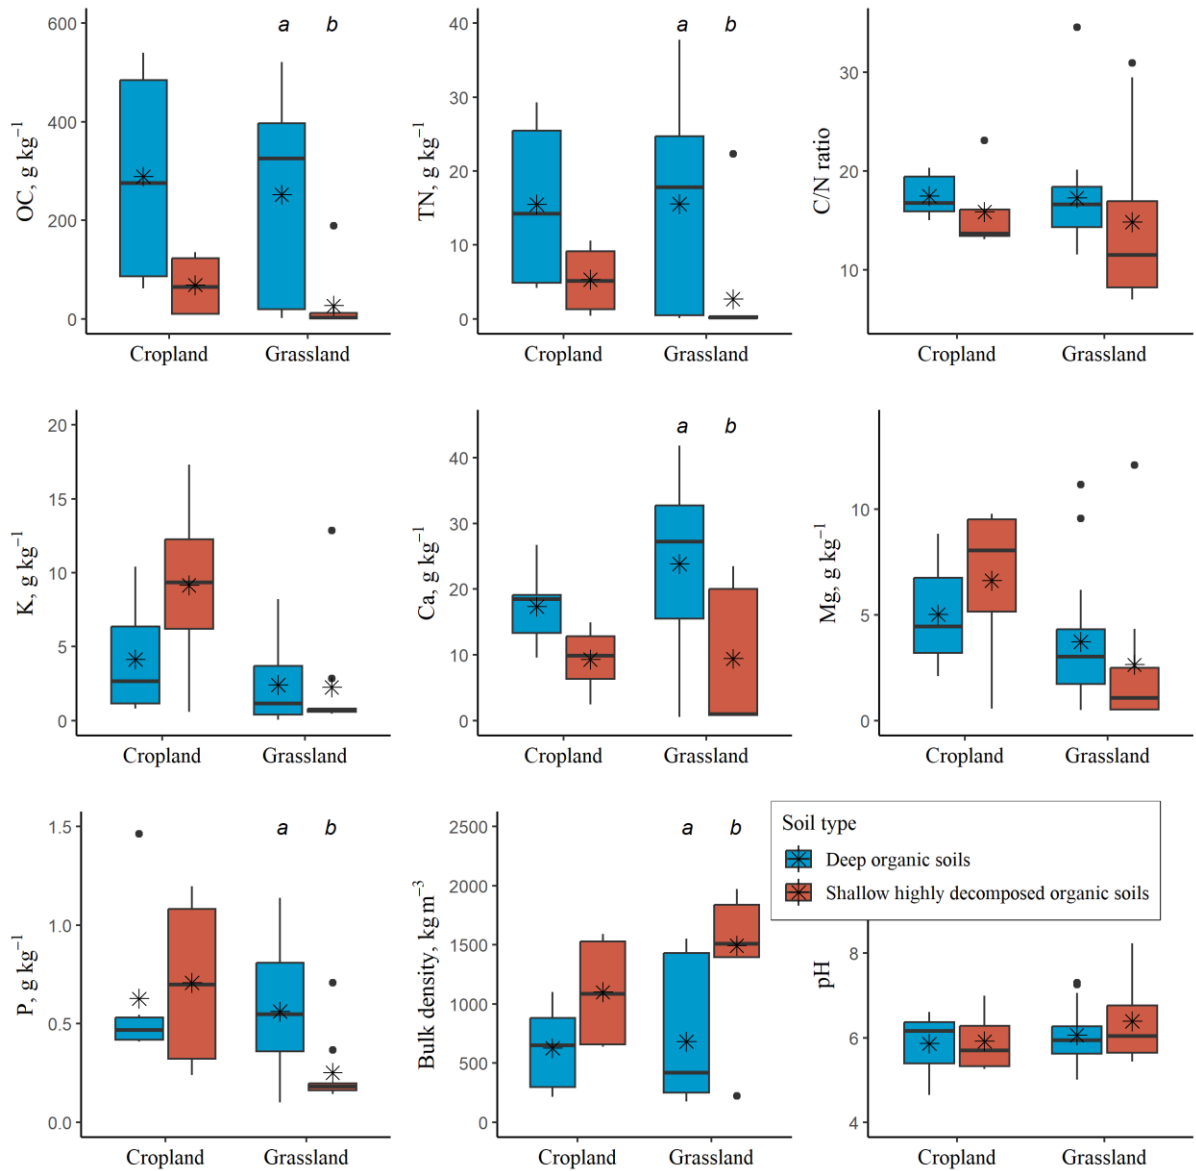 OC, g kg⁻¹
600
400
200
0
a b
Cropland Grassland
TN, g kg⁻¹
40
30
20
10
0
a b
Cropland Grassland
C/N ratio
30
20
10
Cropland Grassland
K, g kg⁻¹
20
15
10
5
0
Cropland Grassland
Ca, g kg⁻¹
40
30
20
10
0
a b
Cropland Grassland
Mg, g kg⁻¹
10
5
0
Cropland Grassland
P, g kg⁻¹
1.5
1.0
0.5
0.0
a b
Cropland Grassland
Bulk density, kg m⁻³
2500
2000
1500
1000
500
0
a b
Cropland Grassland
Soil type
Deep organic soils
Shallow highly decomposed organic soils
pH
8
6
4
Cropland Grassland